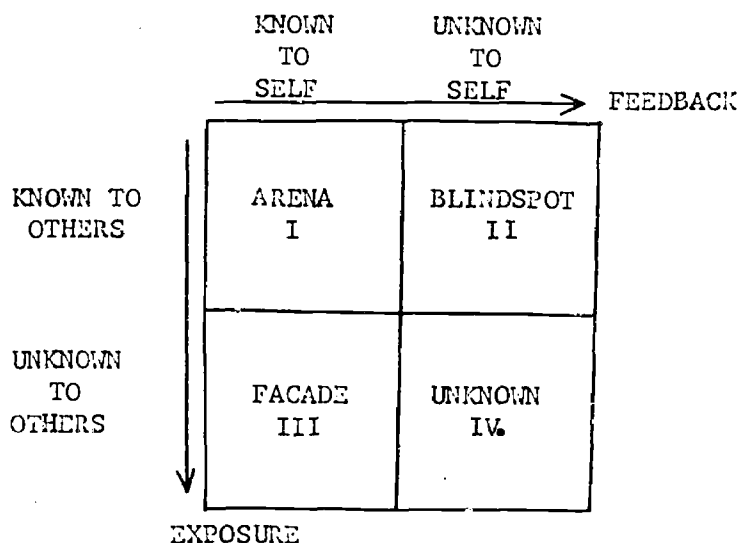 KNOWN
TO
SELF
UNKNOWN
TO
SELF
FEEDBACK
KNOWN TO
OTHERS
ARENA
I
BLINDSPOT
II
UNKNOWN
TO
OTHERS
FACADE
III
UNKNOWN
IV.
EXPOSURE